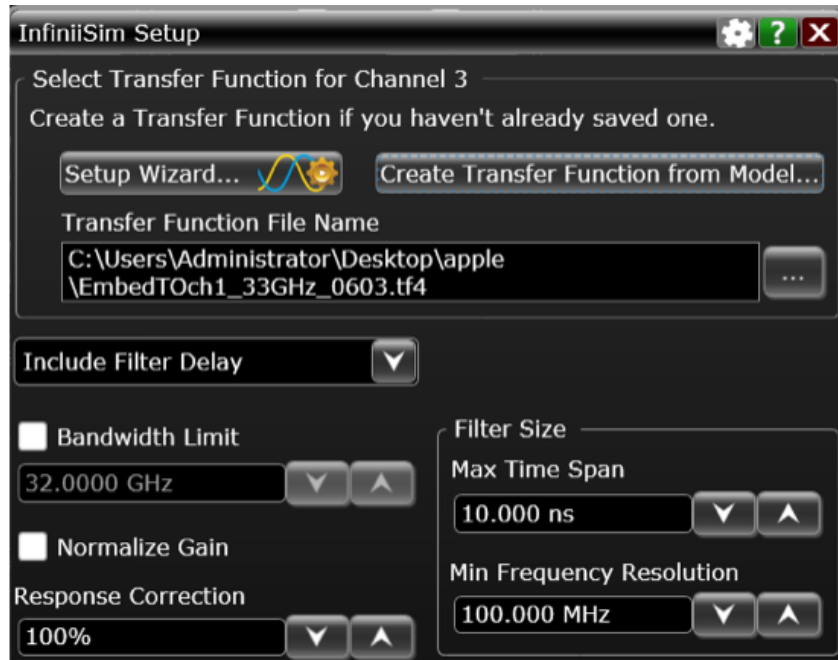 InfiniiSim Setup
?
X
Select Transfer Function for Channel 3
Create a Transfer Function if you haven't already saved one.
Setup Wizard...
Create Transfer Function from Model...
Transfer Function File Name
C:\Users\Administrator\Desktop\apple
\EmbedTOch1_33GHz_0603.tf4
...
Include Filter Delay
Bandwidth Limit
32.0000 GHz
Normalize Gain
Response Correction
100%
Filter Size
Max Time Span
10.000 ns
Min Frequency Resolution
100.000 MHz